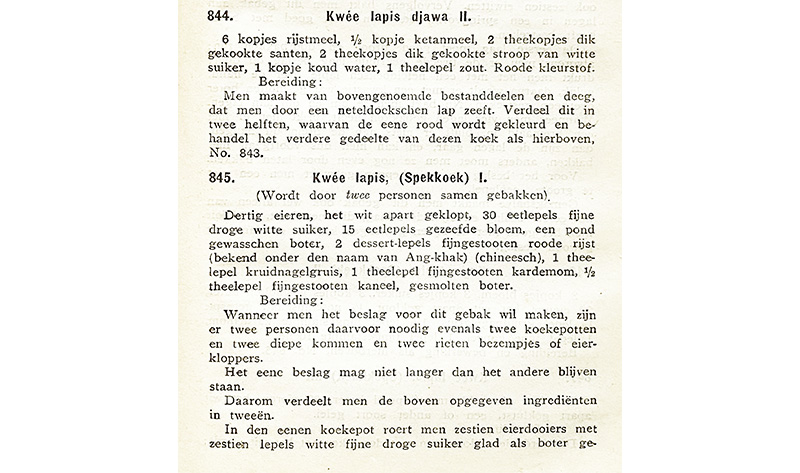 844. Kwée lapis djawa II.
6 kopjes rijstmeel, ½ kopje ketanmeel, 2 theekopjes dik
gekookte santen, 2 theekopjes dik gekookte stroop van witte
suiker, 1 kopje koud water, 1 theelepel zout. Roode kleurstof.
Bereiding:
Men maakt van bovengenoemde bestanddeelen een deeg,
dat men door een neteldoekschen lap zeeft. Verdeel dit in
twee helften, waarvan de eene rood wordt gekleurd en be-
handel het verdere gedeelte van dezen koek als hierboven,
No. 843.
845. Kwée lapis, (Spekkoek) I.
(Wordt door twee personen samen gebakken).
Dertig eieren, het wit apart geklopt, 30 eetlepels fijne
droge witte suiker, 15 eetlepels gezeefde bloem, een pond
gewasschen boter, 2 dessert-lepels fijngestooten roode rijst
(bekend onder den naam van Ang-khak) (chineesch), 1 thee-
lepel kruidnagelgruis, 1 theelepel fijngestooten kardemom, ½
theelepel fijngestooten kaneel, gesmolten boter.
Bereiding:
Wanneer men het beslag voor dit gebak wil maken, zijn
er twee personen daarvoor noodig evenals twee koekepotten
en twee diepe kommen en twee rieten bezempjes of eier-
kloppers.
Het eene beslag mag niet langer dan het andere blijven
staan.
Daarom verdeelt men de boven opgegeven ingrediënten
in tweeën.
In den eenen koekepot roert men zestien eierdooiers met
zestien lepels witte fijne droge suiker glad als boter ge-